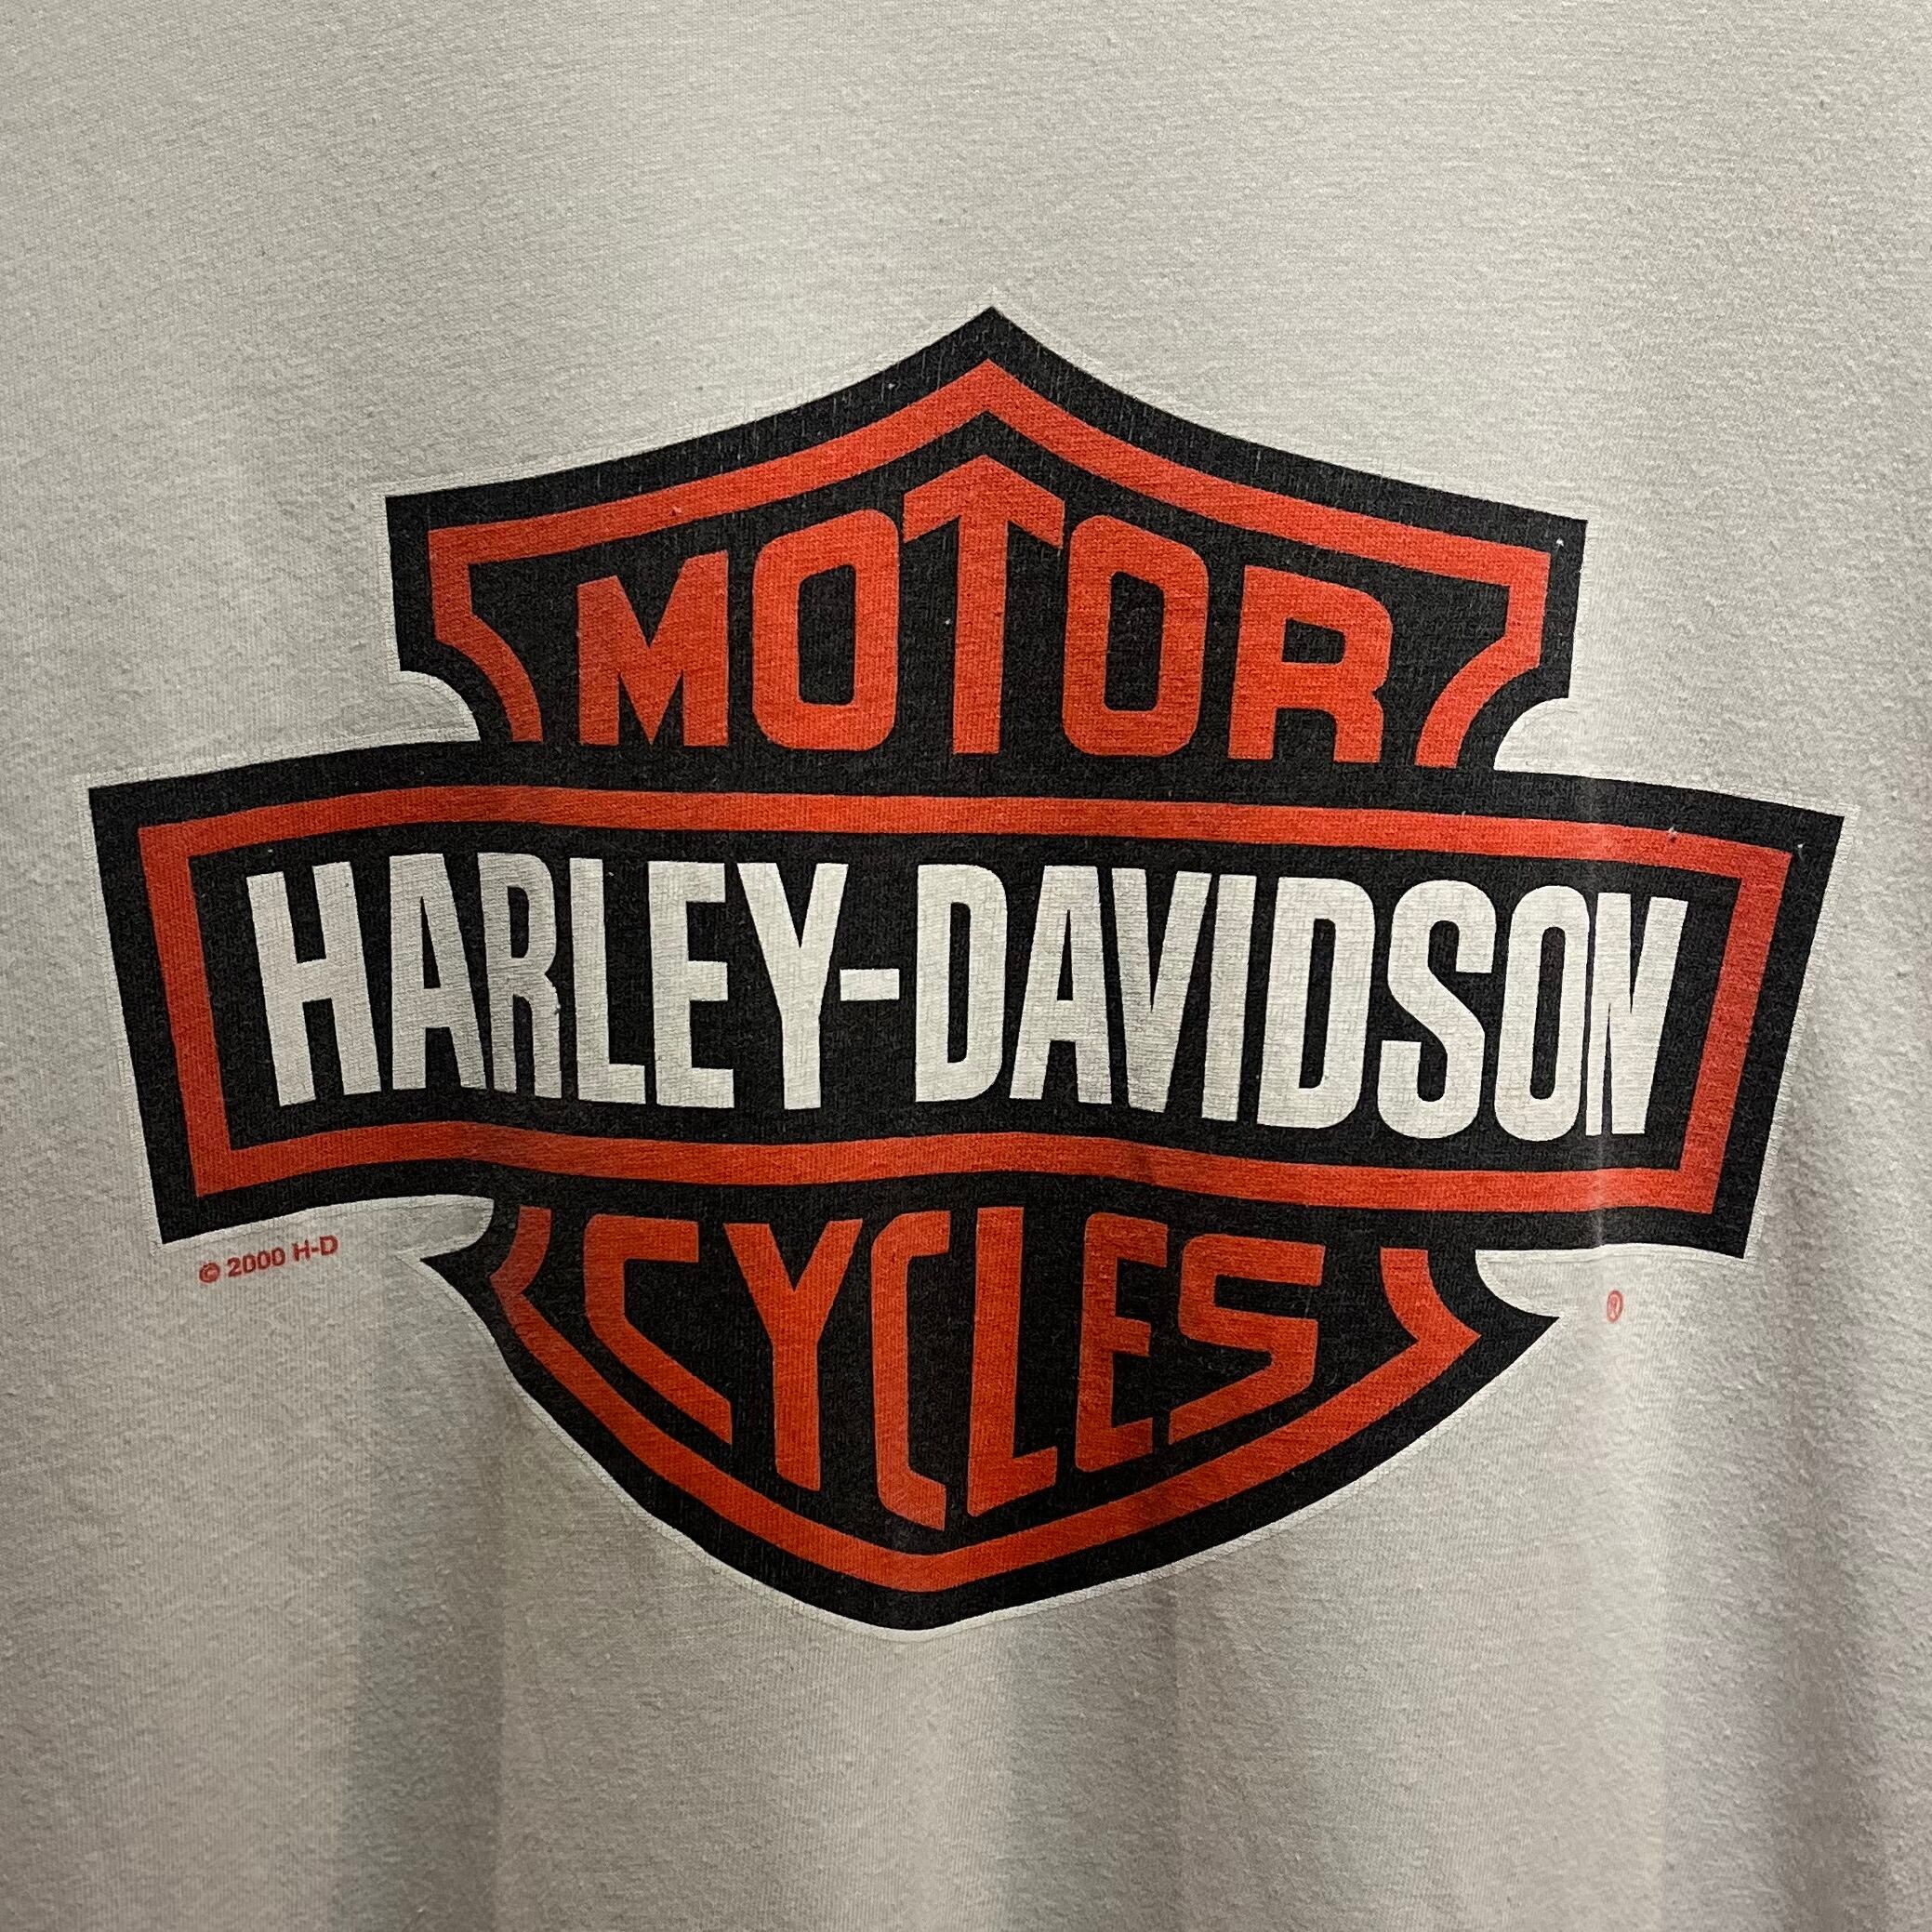 MOTOR
HARLEY-DAVIDSON
CYCLES
© 2000 H-D
®